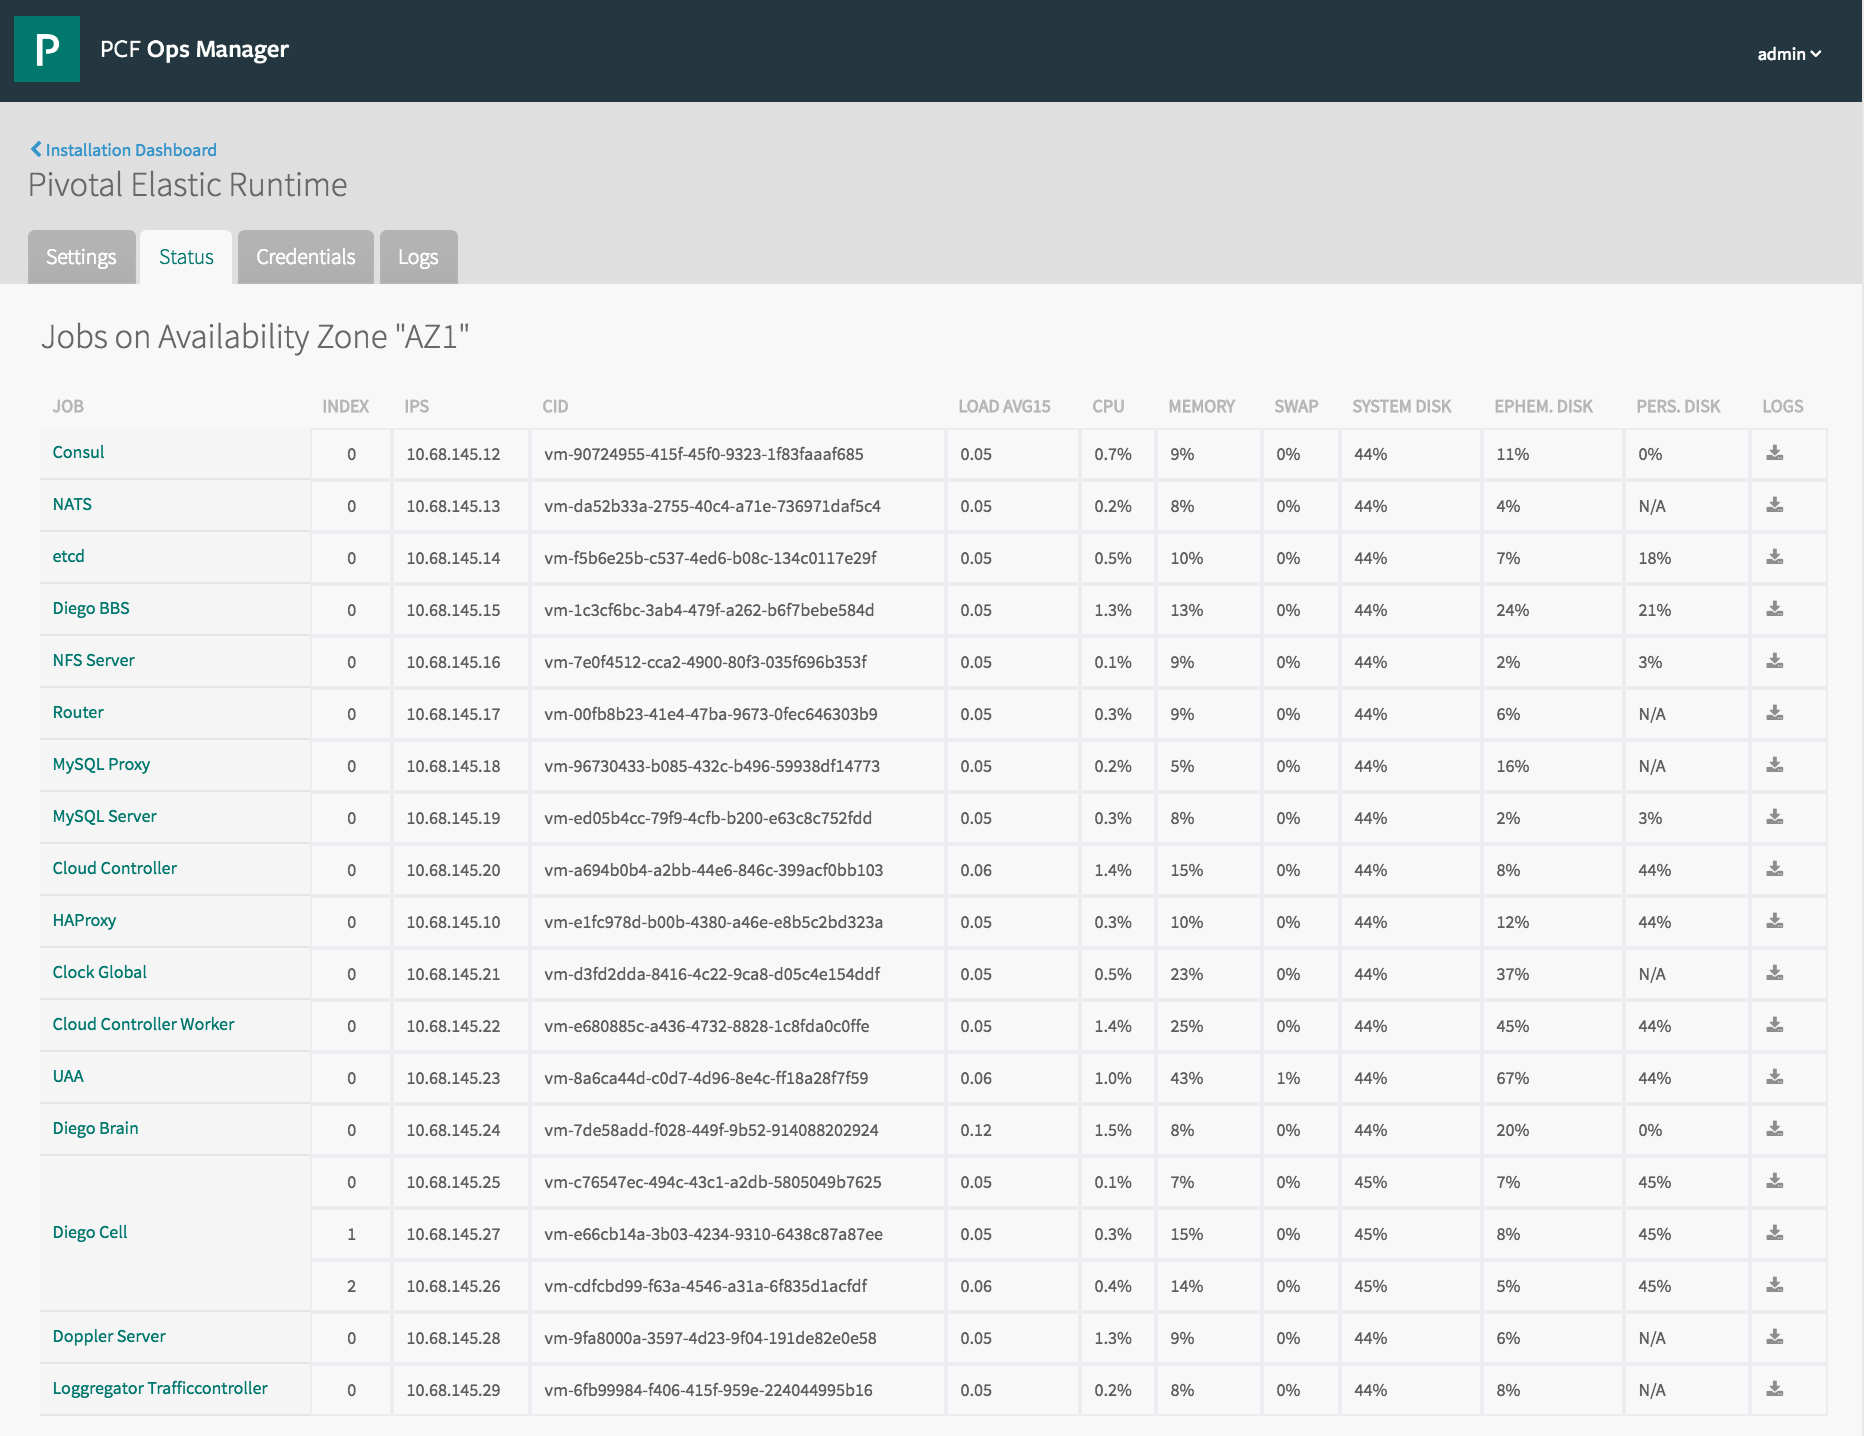 P
PCF Ops Manager
admin
Installation Dashboard
Pivotal Elastic Runtime
Settings Status Credentials Logs
Jobs on Availability Zone "AZ1"
JOB INDEX IPS CID LOAD AVG15 CPU MEMORY SWAP SYSTEM DISK EPHEM. DISK PERS. DISK LOGS
Consul 0 10.68.145.12 vm-90724955-415f-45f0-9323-1f83faaaf685 0.05 0.7% 9% 0% 44% 11% 0%
NATS 0 10.68.145.13 vm-da52b33a-2755-40c4-a71e-736971daf5c4 0.05 0.2% 8% 0% 44% 4% N/A
etcd 0 10.68.145.14 vm-f5b6e25b-c537-4ed6-b08c-134c0117e29f 0.05 0.5% 10% 0% 44% 7% 18%
Diego BBS 0 10.68.145.15 vm-1c3cf6bc-3ab4-479f-a262-b6f7bebe584d 0.05 1.3% 13% 0% 44% 24% 21%
NFS Server 0 10.68.145.16 vm-7e0f4512-cca2-4900-80f3-035f696b353f 0.05 0.1% 9% 0% 44% 2% 3%
Router 0 10.68.145.17 vm-00fb8b23-41e4-47ba-9673-0fec646303b9 0.05 0.3% 9% 0% 44% 6% N/A
MySQL Proxy 0 10.68.145.18 vm-96730433-b085-432c-b496-59938df14773 0.05 0.2% 5% 0% 44% 16% N/A
MySQL Server 0 10.68.145.19 vm-ed05b4cc-79f9-4cfb-b200-e63c8c752fdd 0.05 0.3% 8% 0% 44% 2% 3%
Cloud Controller 0 10.68.145.20 vm-a694b0b4-a2bb-44e6-846c-399acf0bb103 0.06 1.4% 15% 0% 44% 8% 44%
HAProxy 0 10.68.145.10 vm-e1fc978d-b00b-4380-a46e-e8b5c2bd323a 0.05 0.3% 10% 0% 44% 12% 44%
Clock Global 0 10.68.145.21 vm-d3fd2dda-8416-4c22-9ca8-d05c4e154ddf 0.05 0.5% 23% 0% 44% 37% N/A
Cloud Controller Worker 0 10.68.145.22 vm-e680885c-a436-4732-8828-1c8fda0c0ffe 0.05 1.4% 25% 0% 44% 45% 44%
UAA 0 10.68.145.23 vm-8a6ca44d-c0d7-4d96-8e4c-ff18a28f7f59 0.06 1.0% 43% 1% 44% 67% 44%
Diego Brain 0 10.68.145.24 vm-7de58add-f028-449f-9b52-914088202924 0.12 1.5% 8% 0% 44% 20% 0%
0 10.68.145.25 vm-c76547ec-494c-43c1-a2db-5805049b7625 0.05 0.1% 7% 0% 45% 7% 45%
Diego Cell 1 10.68.145.27 vm-e66cb14a-3b03-4234-9310-6438c87a87ee 0.05 0.3% 15% 0% 45% 8% 45%
2 10.68.145.26 vm-cdfcbd99-f63a-4546-a31a-6f835d1acfdf 0.06 0.4% 14% 0% 45% 5% 45%
Doppler Server 0 10.68.145.28 vm-9fa8000a-3597-4d23-9f04-191de82e0e58 0.05 1.3% 9% 0% 44% 6% N/A
Loggregator Trafficcontroller 0 10.68.145.29 vm-6fb99984-f406-415f-959e-224044995b16 0.05 0.2% 8% 0% 44% 8% N/A